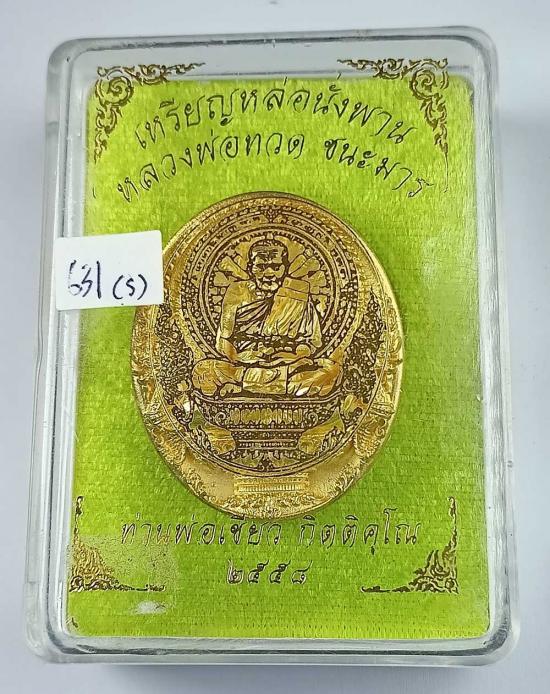 เหรียญหล่อนั่งพาน
หลวงพ่อทวด ชนะมาร
631 (S)
ท่านพ่อเขียว กิตติคุโณ
๒๕๕๘